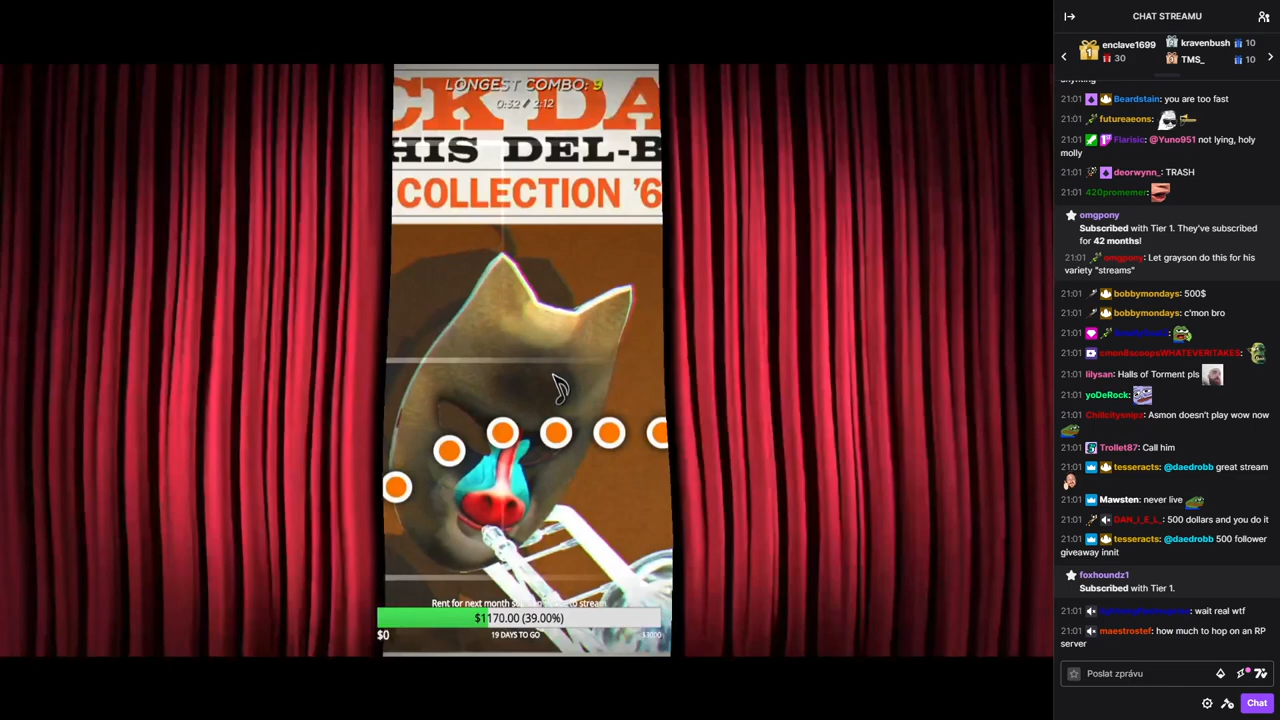 LONGEST COMBO: 9
0:52 / 2:12
CK DA
HIS DEL-B
COLLECTION '6
Rent for next month
stream
$1170.00 (39.00%)
$0
19 DAYS TO GO
$3000
CHAT STREAMU
enclave1699
30
kravenbush 10
TMS_ 10
21:01 Beardstain: you are too fast
21:01 futureaeons:
21:01 Flarisic: @Yuno951 not lying, holy
molly
21:01 deorwynn_: TRASH
21:01 420promemer:
omgpony
Subscribed with Tier 1. They've subscribed
for 42 months!
21:01 omgpony: Let grayson do this for his
variety "streams"
21:01 bobbymondays: 500$
21:01 bobbymondays: c'mon bro
21:01
21:01 cmon8scoopsWHATEVERITAKES:
21:01 lilysan: Halls of Torment pls
21:01 yoDeRock:
21:01 Chillcitysmpz: Asmon doesn't play wow now
21:01 Trollet87: Call him
21:01 tesseracts: @daedrobb great stream
21:01 Mawsten: never live
21:01 DAN_I_E_L_: 500 dollars and you do it
21:01 tesseracts: @daedrobb 500 follower
giveaway innit
foxhoundz1
Subscribed with Tier 1.
21:01 : wait real wtf
21:01 maestrostef: how much to hop on an RP
server
Poslat zprávu
Chat